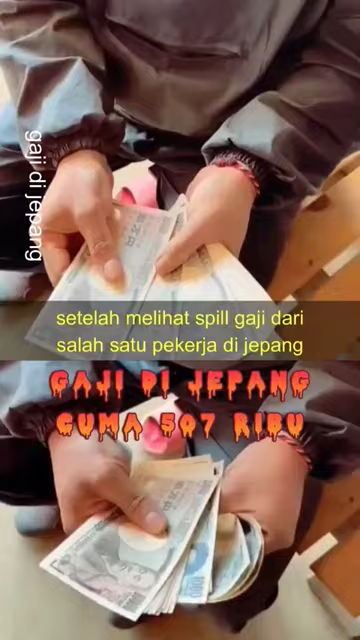 gaji di jepang
setelah melihat spill gaji dari
salah satu pekerja di jepang
GAJI DI JEPANG
CUMA 507 RIBU
1000